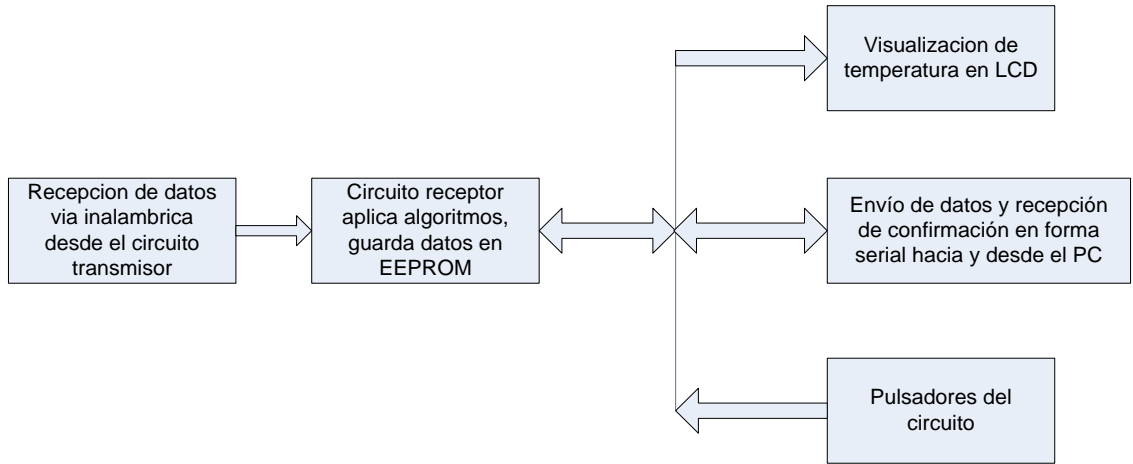 Recepcion de datos
via inalambrica
desde el circuito
transmisor
Circuito receptor
aplica algoritmos,
guarda datos en
EEPROM
Visualizacion de
temperatura en LCD
Envío de datos y recepción
de confirmación en forma
serial hacia y desde el PC
Pulsadores del
circuito